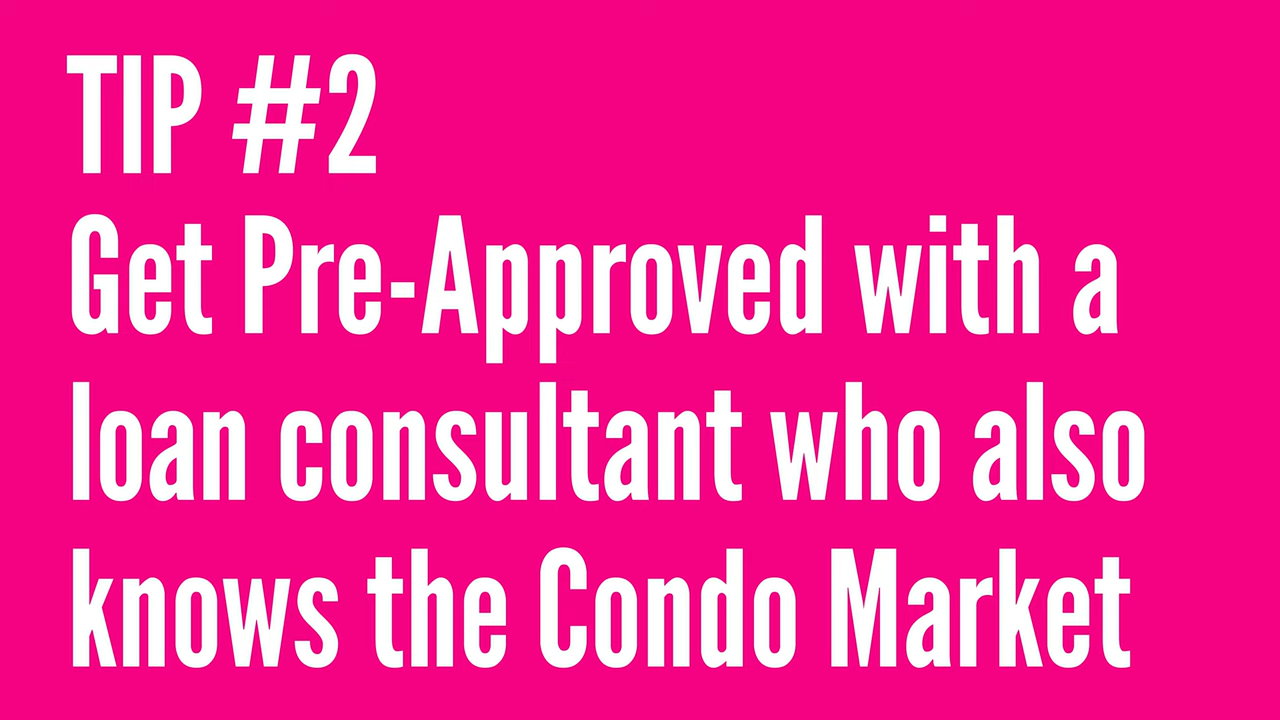 TIP #2
Get Pre-Approved with a
loan consultant who also
knows the Condo Market